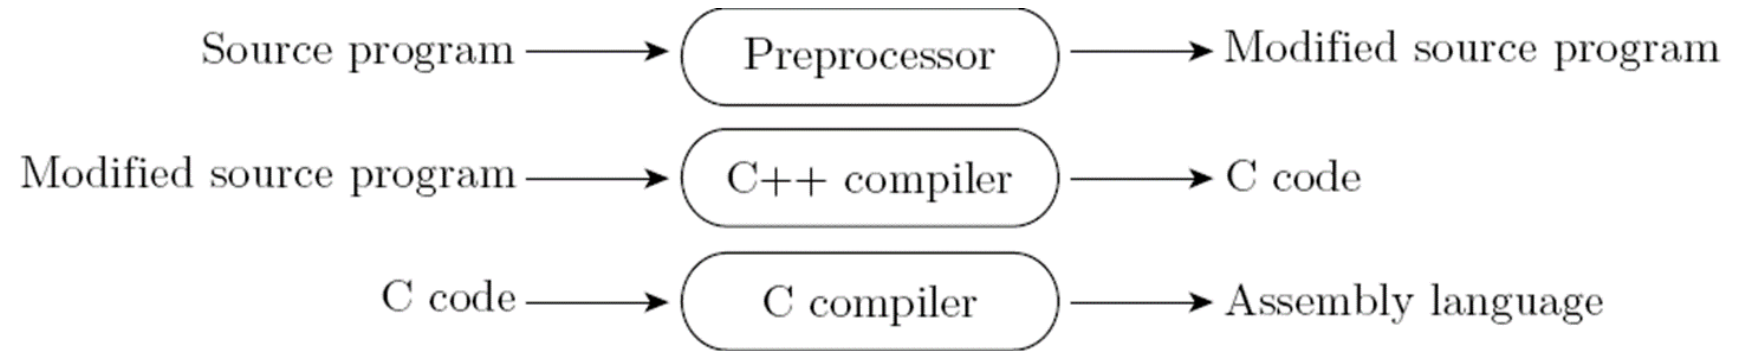 Source program Preprocessor Modified source program
Modified source program C++ compiler C code
C code C compiler Assembly language